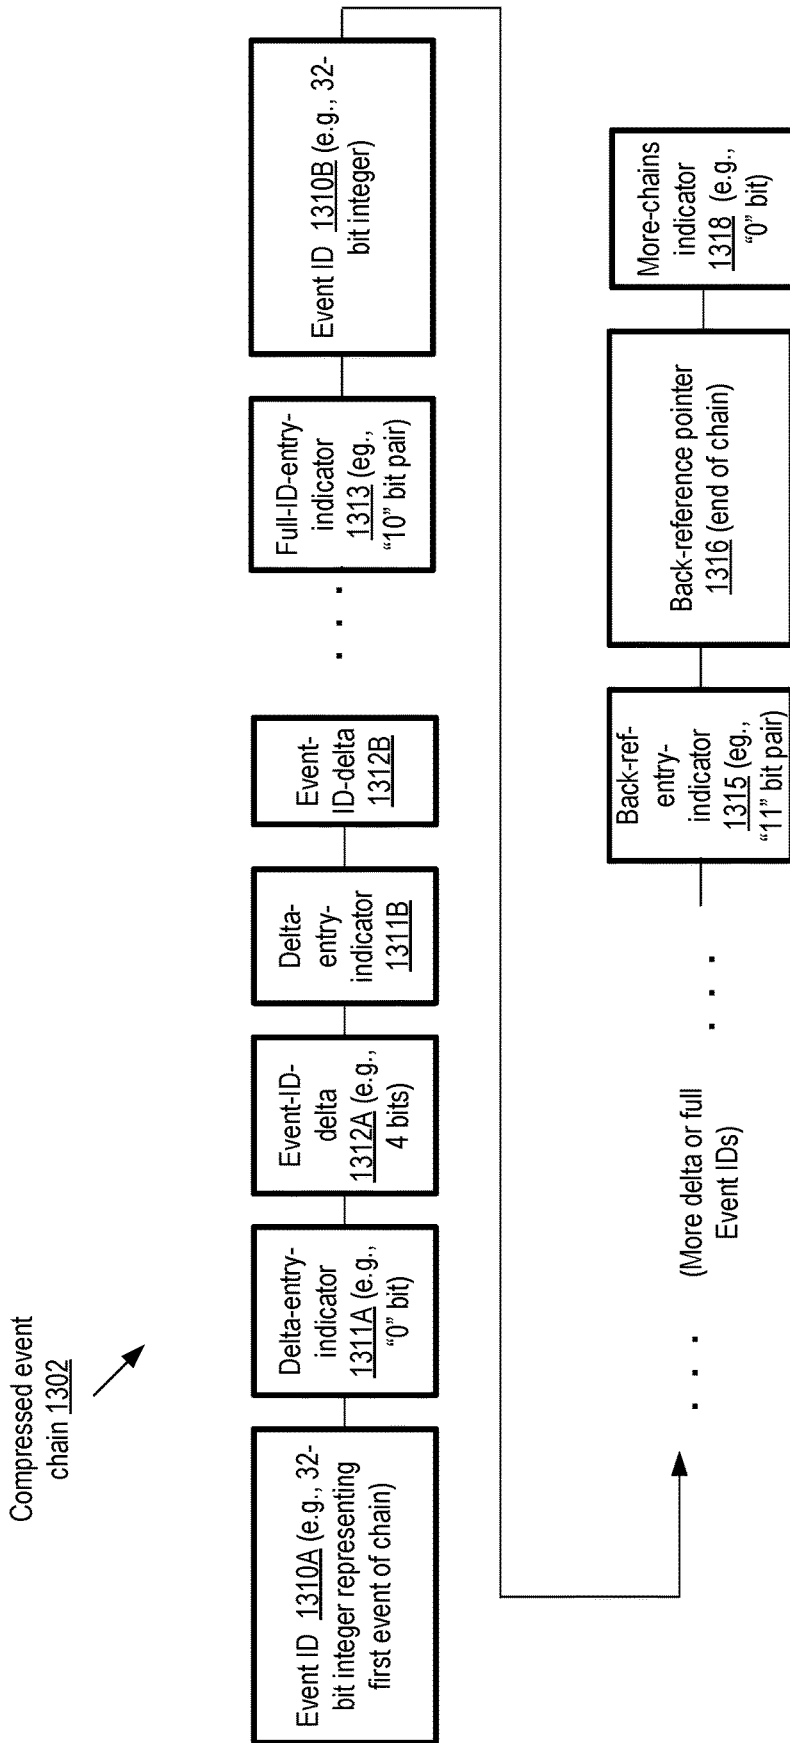 Compressed event
chain 1302
Event ID 1310A (e.g., 32-
bit integer representing
first event of chain)
Delta-entry-
indicator
1311A (e.g.,
“0” bit)
Event-ID-
delta
1312A (e.g.,
4 bits)
Delta-
entry-
indicator
1311B
Event-
ID-delta
1312B
. . .
Full-ID-entry-
indicator
1313 (eg.,
“10” bit pair)
Event ID 1310B (e.g., 32-
bit integer)
. . .
(More delta or full
Event IDs)
. . .
Back-ref-
entry-
indicator
1315 (eg.,
“11” bit pair)
Back-reference pointer
1316 (end of chain)
More-chains
indicator
1318 (e.g.,
“0” bit)